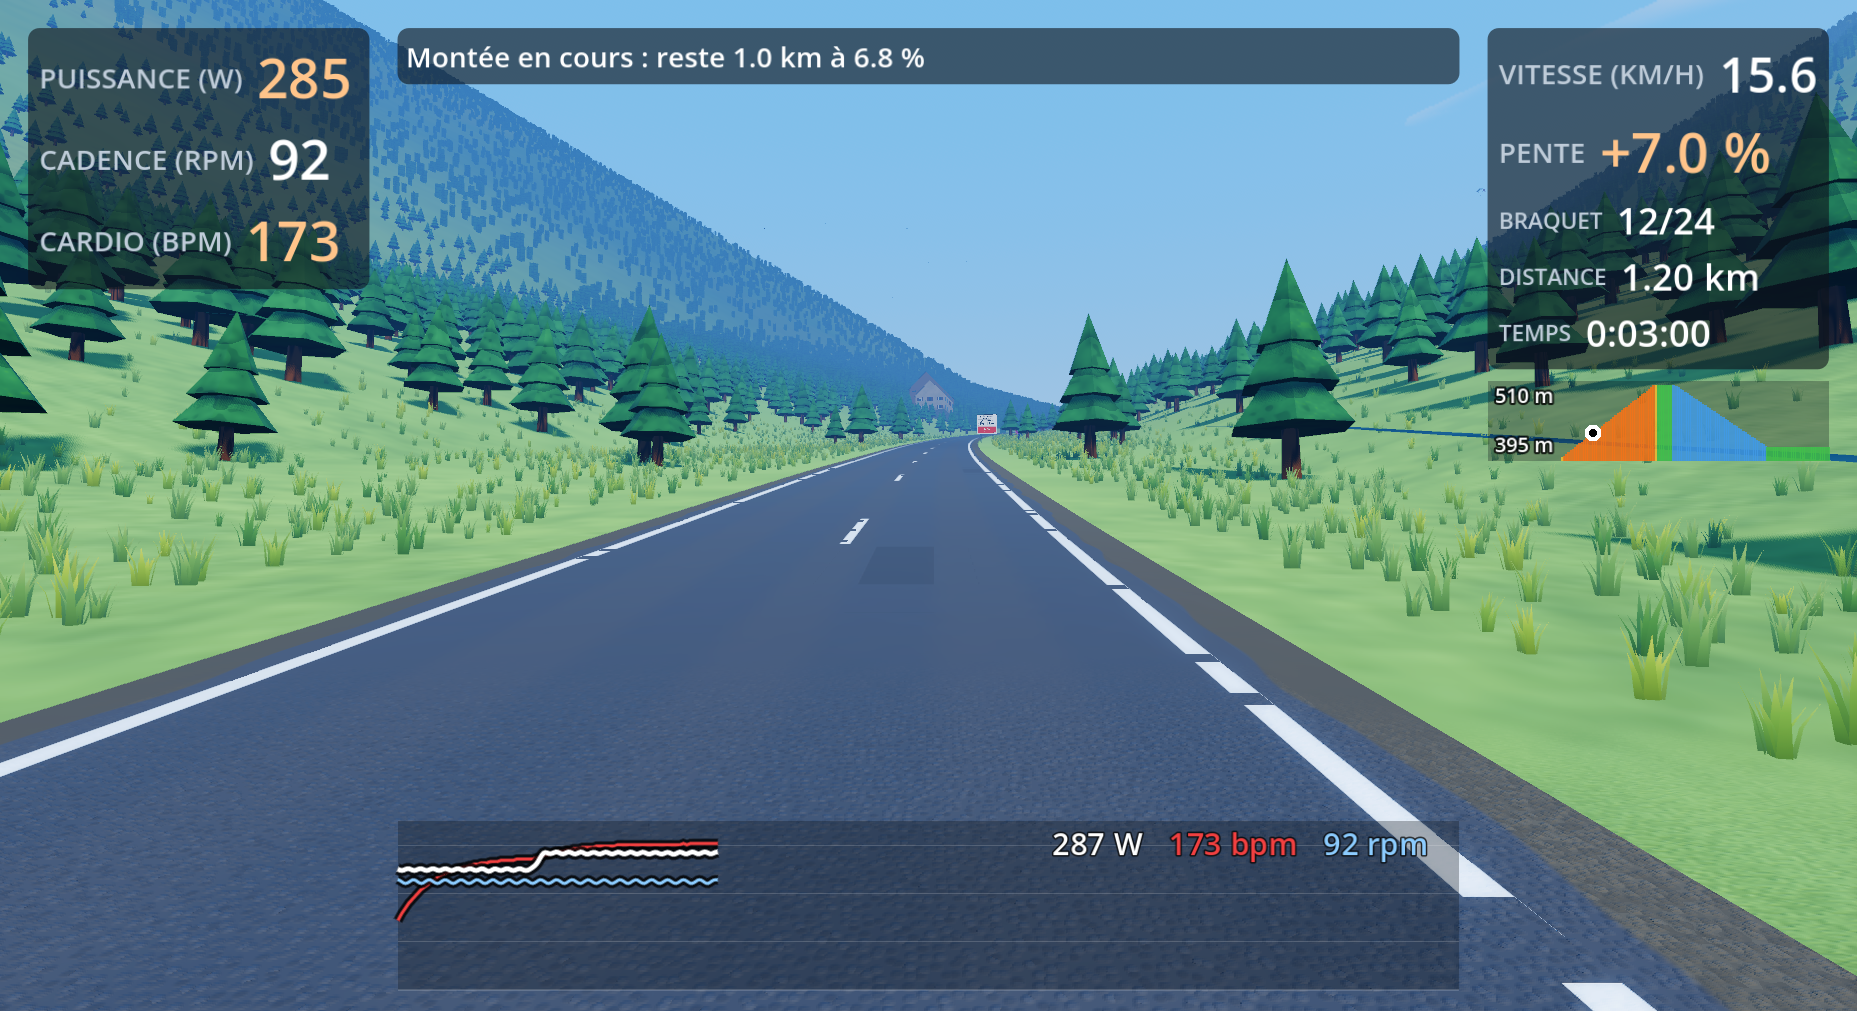 PUISSANCE (W) 285
CADENCE (RPM) 92
CARDIO (BPM) 173
Montée en cours : reste 1.0 km à 6.8 %
VITESSE (KM/H) 15.6
PENTE +7.0 %
BRAQUET 12/24
DISTANCE 1.20 km
TEMPS 0:03:00
510 m
395 m
287 W 173 bpm 92 rpm